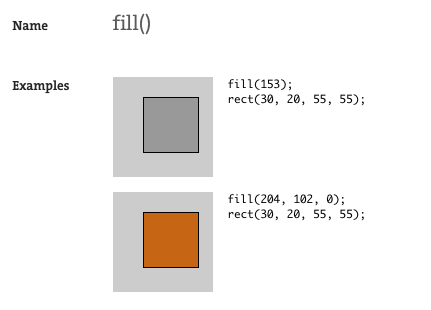 Name
fill()
Examples
fill(153);
rect(30, 20, 55, 55);
fill(204, 102, 0);
rect(30, 20, 55, 55);